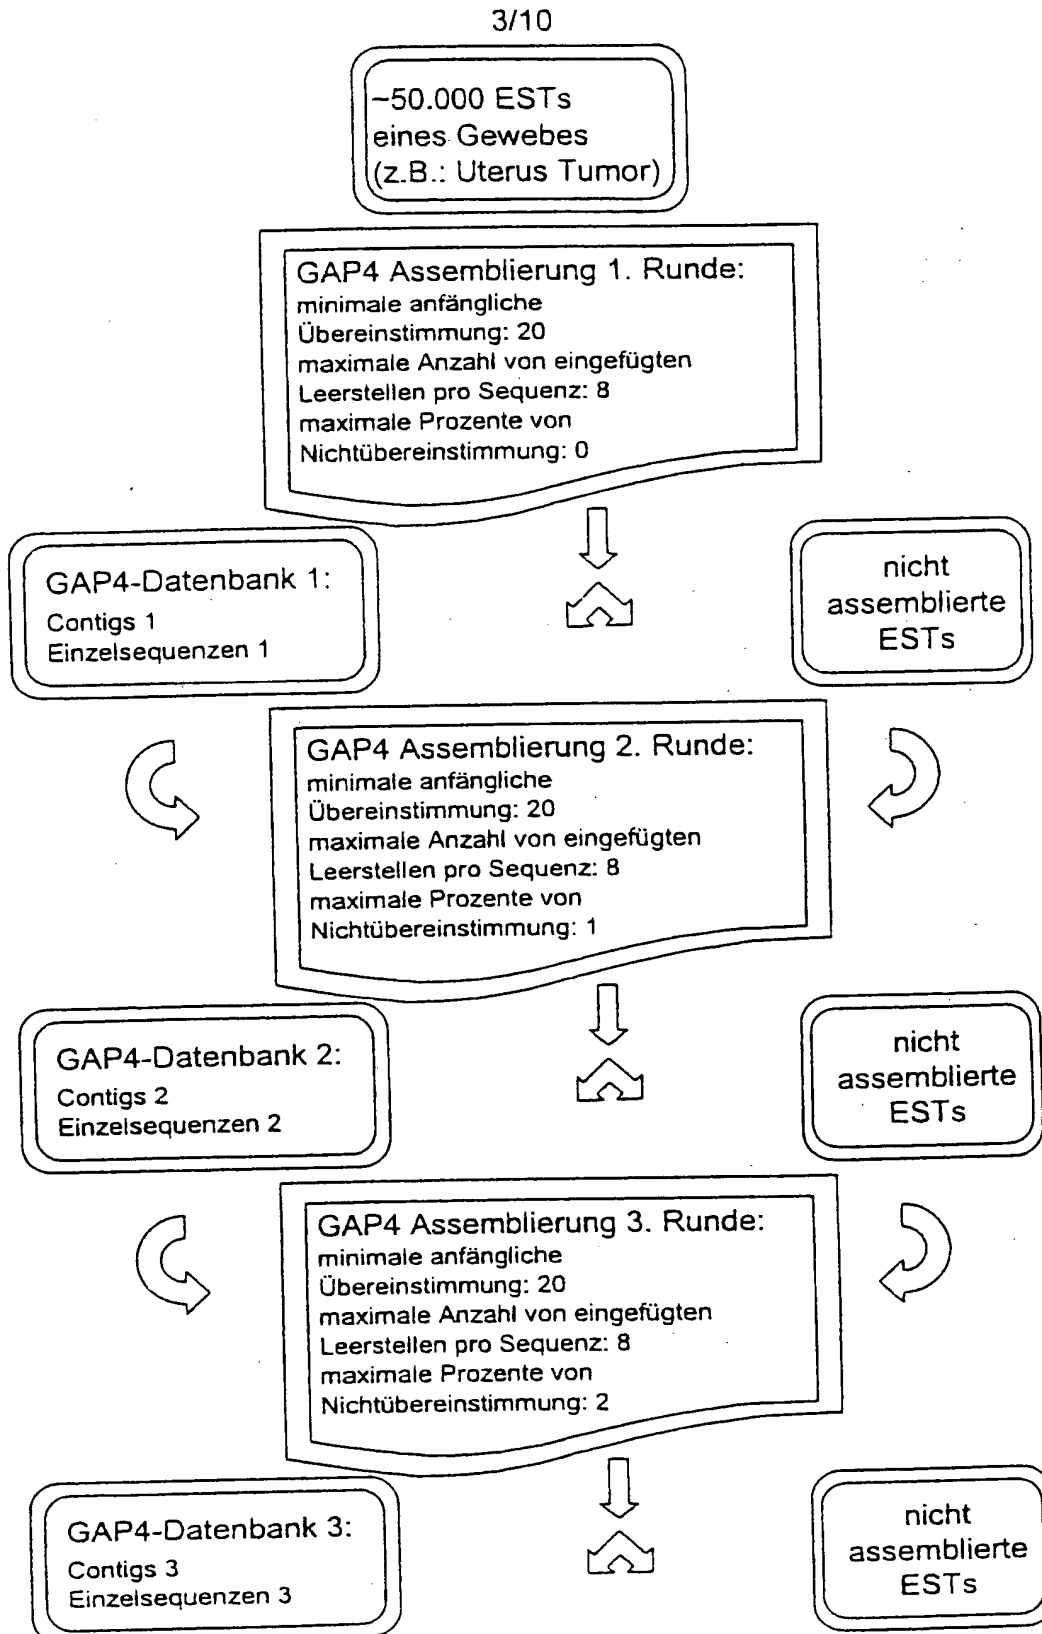 3/10
~50.000 ESTs
eines Gewebes
(z.B.: Uterus Tumor)
GAP4 Assemblierung 1. Runde:
minimale anfängliche
Übereinstimmung: 20
maximale Anzahl von eingefügten
Leerstellen pro Sequenz: 8
maximale Prozente von
Nichtübereinstimmung: 0
GAP4-Datenbank 1:
Contigs 1
Einzelsequenzen 1
nicht
assemblierte
ESTs
GAP4 Assemblierung 2. Runde:
minimale anfängliche
Übereinstimmung: 20
maximale Anzahl von eingefügten
Leerstellen pro Sequenz: 8
maximale Prozente von
Nichtübereinstimmung: 1
GAP4-Datenbank 2:
Contigs 2
Einzelsequenzen 2
nicht
assemblierte
ESTs
GAP4 Assemblierung 3. Runde:
minimale anfängliche
Übereinstimmung: 20
maximale Anzahl von eingefügten
Leerstellen pro Sequenz: 8
maximale Prozente von
Nichtübereinstimmung: 2
GAP4-Datenbank 3:
Contigs 3
Einzelsequenzen 3
nicht
assemblierte
ESTs